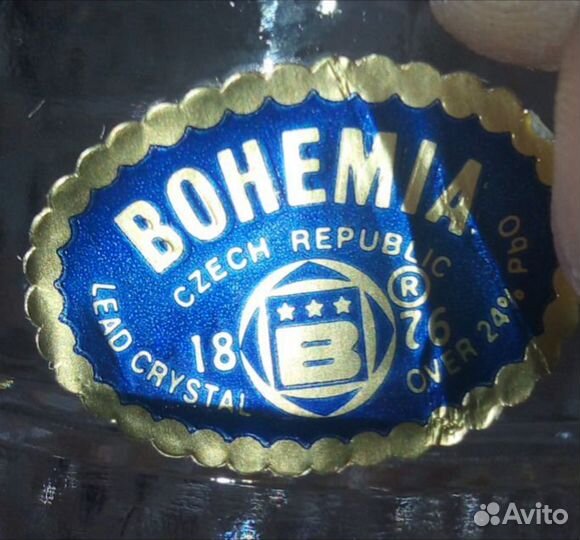 BOHEMIA
CZECH REPUBLIC
®
LEAD CRYSTAL
18 76
B
OVER 24% PbO
Avito